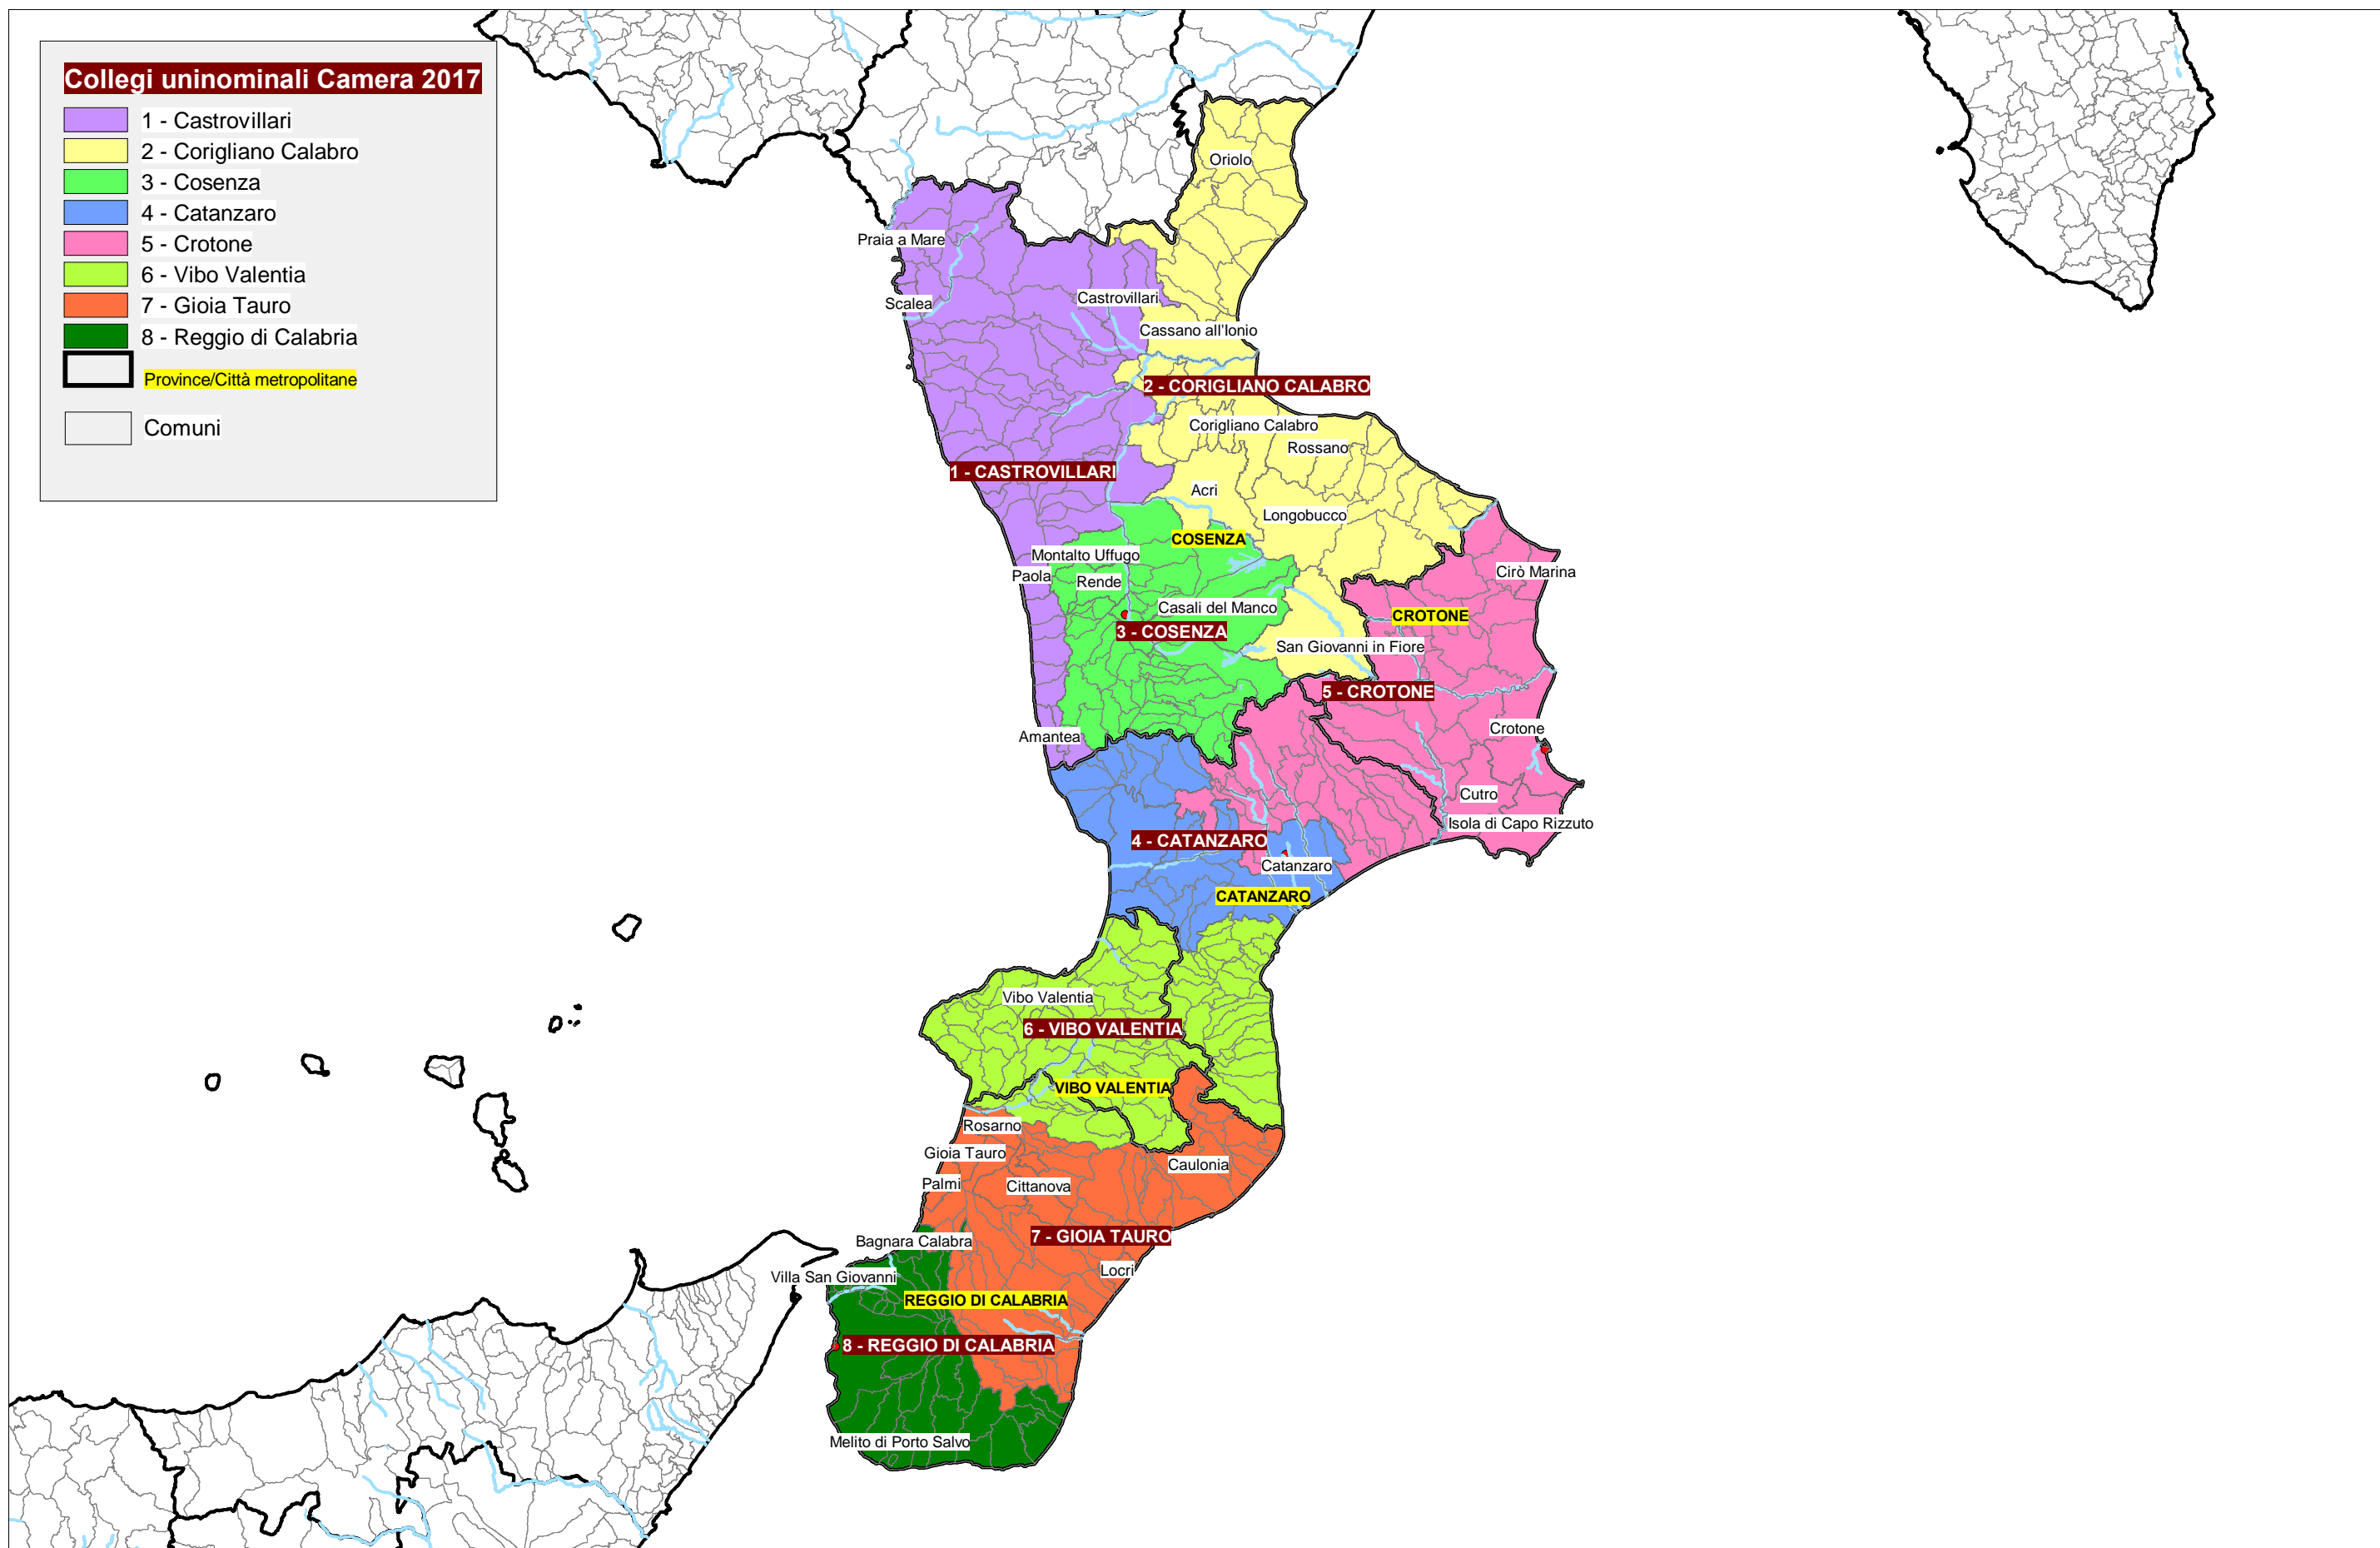 Collegi uninominali Camera 2017
1 - Castrovillari
2 - Corigliano Calabro
3 - Cosenza
4 - Catanzaro
5 - Crotone
6 - Vibo Valentia
7 - Gioia Tauro
8 - Reggio di Calabria
Province/Città metropolitane
Comuni
Oriolo
Praia a Mare
Castrovillari
Scalea
Cassano all'Ionio
2 - CORIGLIANO CALABRO
Corigliano Calabro
Rossano
1 - CASTROVILLARI
Acri
Longobucco
COSENZA
Montalto Uffugo
Cirò Marina
Paola
Rende
Casali del Manco
CROTONE
3 - COSENZA
San Giovanni in Fiore
5 - CROTONE
Crotone
Amantea
Cutro
Isola di Capo Rizzuto
4 - CATANZARO
Catanzaro
CATANZARO
Vibo Valentia
6 - VIBO VALENTIA
VIBO VALENTIA
Rosarno
Gioia Tauro
Caulonia
Palmi
Cittanova
7 - GIOIA TAURO
Bagnara Calabra
Locri
Villa San Giovanni
REGGIO DI CALABRIA
8 - REGGIO DI CALABRIA
Melito di Porto Salvo